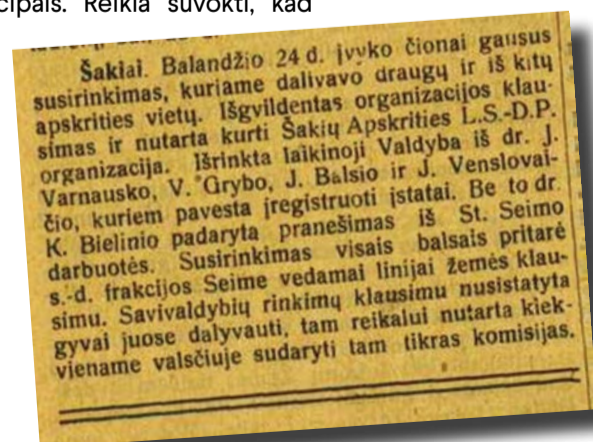 cipais. Reikia suvokti, kad
Šakiai. Balandžio 24 d. įvyko čionai gausus
susirinkimas, kuriame dalivavo draugų ir iš kitų
apskrities vietų. Išgvildentas organizacijos klau-
simas ir nutarta kurti Šakių Apskrities L.S.-D.P.
organizacija. Išrinkta laikinoji Valdyba iš dr. J.
Varnausko, V. Grybo, J. Balsio ir J. Venslovai-
čio, kuriem pavesta įregistruoti įstatai. Be to dr.
K. Bielinio padaryta pranešimas iš St. Seimo
darbuotės. Susirinkimas visais balsais pritarė
s.-d. frakcijos Seime vedamai linijai žemės klau-
simu. Savivaldybių rinkimų klausimu nusistatyta
gyvai juose dalyvauti, tam reikalui nutarta kiek-
viename valsčiuje sudaryti tam tikras komisijas.